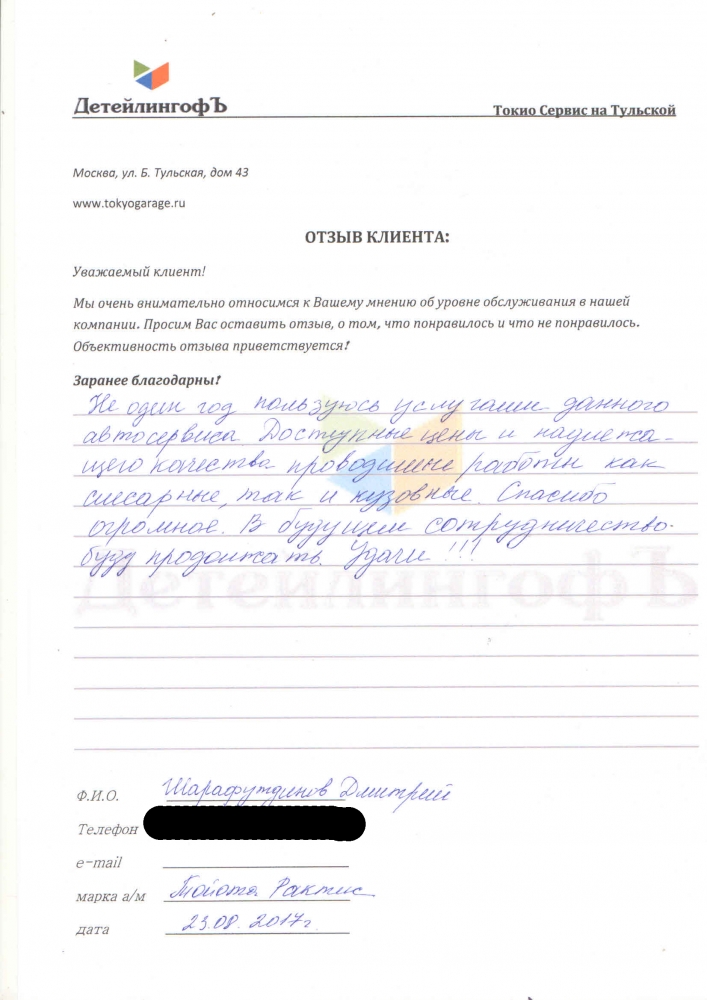 ДетейлингофЪ
Токио Сервис на Тульской
Москва, ул. Б. Тульская, дом 43
www.tokyogarage.ru
ОТЗЫВ КЛИЕНТА:
Уважаемый клиент!
Мы очень внимательно относимся к Вашему мнению об уровне обслуживания в нашей
компании. Просим Вас оставить отзыв, о том, что понравилось и что не понравилось.
Объективность отзыва приветствуется!
Заранее благодарны!
Не один год пользуюсь услугами данного
автосервиса. Доступные цены и надлежа-
щего качества проводимые работы как
слесарные, так и кузовные. Спасибо
огромное. В будущем сотрудничество
буду продолжать. Удачи!!!
ДетейлингофЪ
Ф.И.О. Шарафутдинов Дмитрий
Телефон
e-mail
марка а/м Тойота Рактис
дата 23.08.2017г.